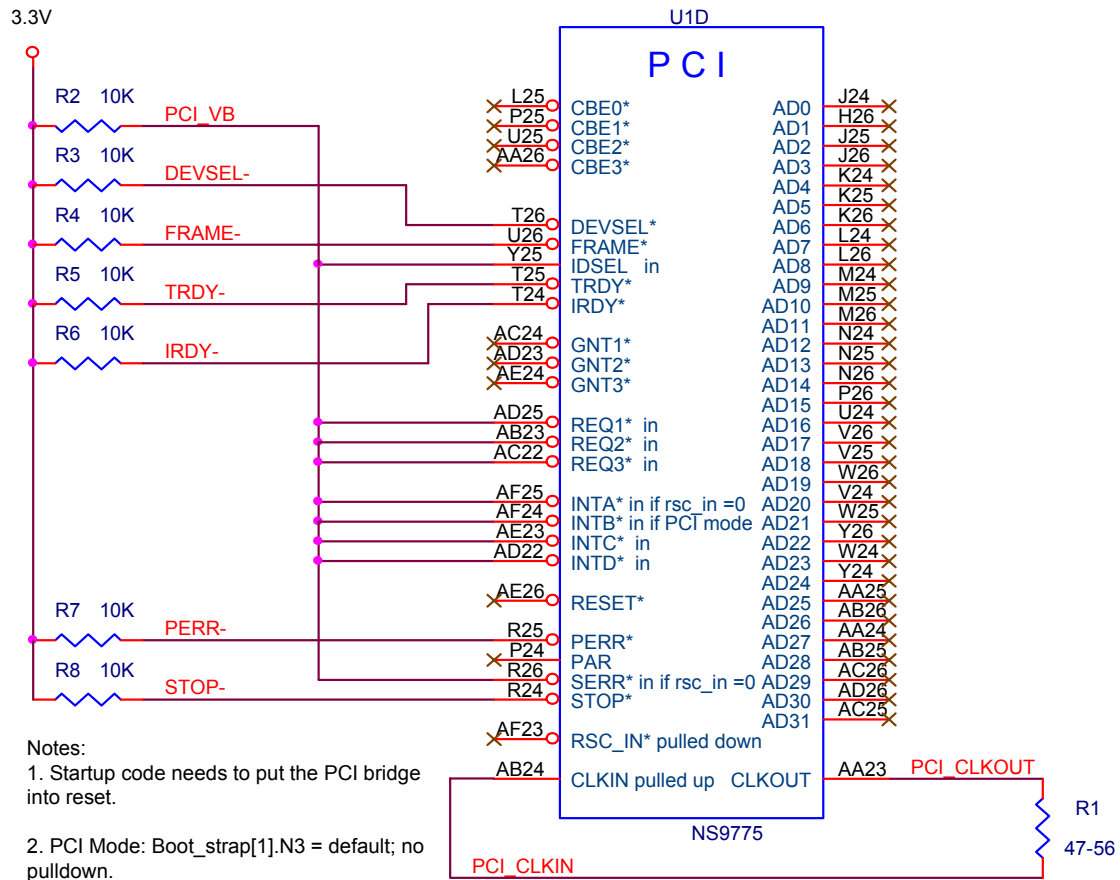 3.3V
U1D
P C I
R2 10K
PCI_VB
R3 10K
DEVSEL-
R4 10K
FRAME-
R5 10K
TRDY-
R6 10K
IRDY-
R7 10K
PERR-
R8 10K
STOP-
L25 CBE0*
P25 CBE1*
U25 CBE2*
AA26 CBE3*
T26 DEVSEL*
U26 FRAME*
Y25 IDSEL in
T25 TRDY*
T24 IRDY*
AC24 GNT1*
AD23 GNT2*
AE24 GNT3*
AD25 REQ1* in
AB23 REQ2* in
AC22 REQ3* in
AF25 INTA* in if rsc_in =0
AF24 INTB* in if PCI mode
AE23 INTC* in
AD22 INTD* in
AE26 RESET*
R25 PERR*
P24 PAR
R26 SERR* in if rsc_in =0
R24 STOP*
AF23 RSC_IN* pulled down
AB24 CLKIN pulled up
AD0 J24
AD1 H26
AD2 J25
AD3 J26
AD4 K24
AD5 K25
AD6 K26
AD7 L24
AD8 L26
AD9 M24
AD10 M25
AD11 M26
AD12 N24
AD13 N25
AD14 N26
AD15 P26
AD16 U24
AD17 V26
AD18 V25
AD19 W26
AD20 V24
AD21 W25
AD22 Y26
AD23 W24
AD24 Y24
AD25 AA25
AD26 AB26
AD27 AA24
AD28 AB25
AD29 AC26
AD30 AD26
AD31 AC25
CLKOUT AA23
PCI_CLKOUT
R1
47-56
NS9775
PCI_CLKIN
Notes:
1. Startup code needs to put the PCI bridge
into reset.
2. PCI Mode: Boot_strap[1].N3 = default; no
pulldown.